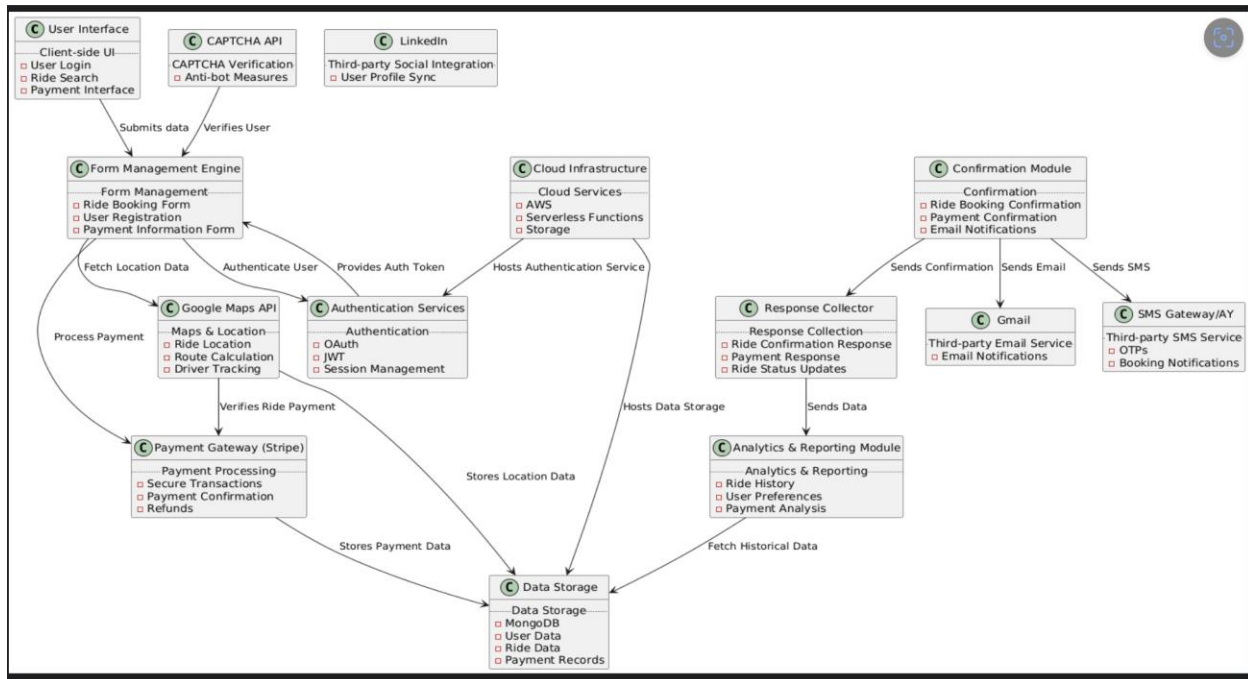 C User Interface
Client-side UI
User Login
Ride Search
Payment Interface
C CAPTCHA API
CAPTCHA Verification
Anti-bot Measures
C LinkedIn
Third-party Social Integration
User Profile Sync
Submits data
Verifies User
C Form Management Engine
Form Management
Ride Booking Form
User Registration
Payment Information Form
C Cloud Infrastructure
Cloud Services
AWS
Serverless Functions
Storage
C Confirmation Module
Confirmation
Ride Booking Confirmation
Payment Confirmation
Email Notifications
Fetch Location Data
Authenticate User
Provides Auth Token
Hosts Authentication Service
Sends Confirmation
Sends Email
Sends SMS
Process Payment
C Google Maps API
Maps & Location
Ride Location
Route Calculation
Driver Tracking
C Authentication Services
Authentication
OAuth
JWT
Session Management
C Response Collector
Response Collection
Ride Confirmation Response
Payment Response
Ride Status Updates
C Gmail
Third-party Email Service
Email Notifications
C SMS Gateway/AY
Third-party SMS Service
OTPs
Booking Notifications
Verifies Ride Payment
Hosts Data Storage
Sends Data
C Payment Gateway (Stripe)
Payment Processing
Secure Transactions
Payment Confirmation
Refunds
Stores Location Data
C Analytics & Reporting Module
Analytics & Reporting
Ride History
User Preferences
Payment Analysis
Stores Payment Data
Fetch Historical Data
C Data Storage
Data Storage
MongoDB
User Data
Ride Data
Payment Records